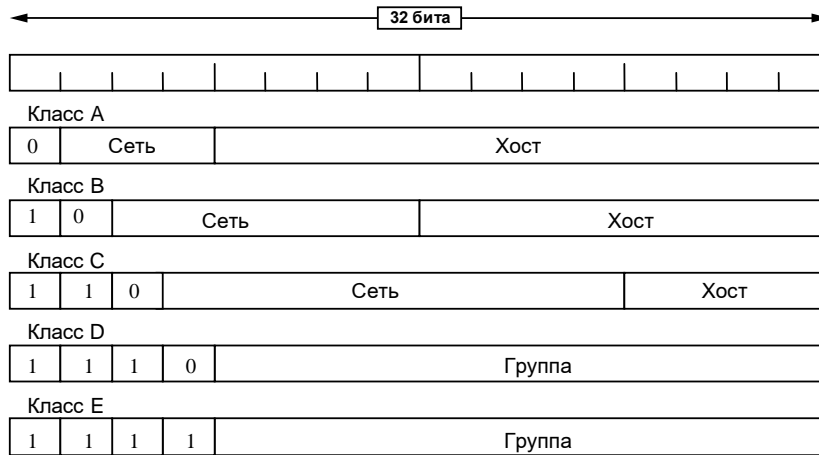 32 бита
Класс А
0 Сеть Хост
Класс В
1 0 Сеть Хост
Класс С
1 1 0 Сеть Хост
Класс D
1 1 1 0 Группа
Класс Е
1 1 1 1 Группа